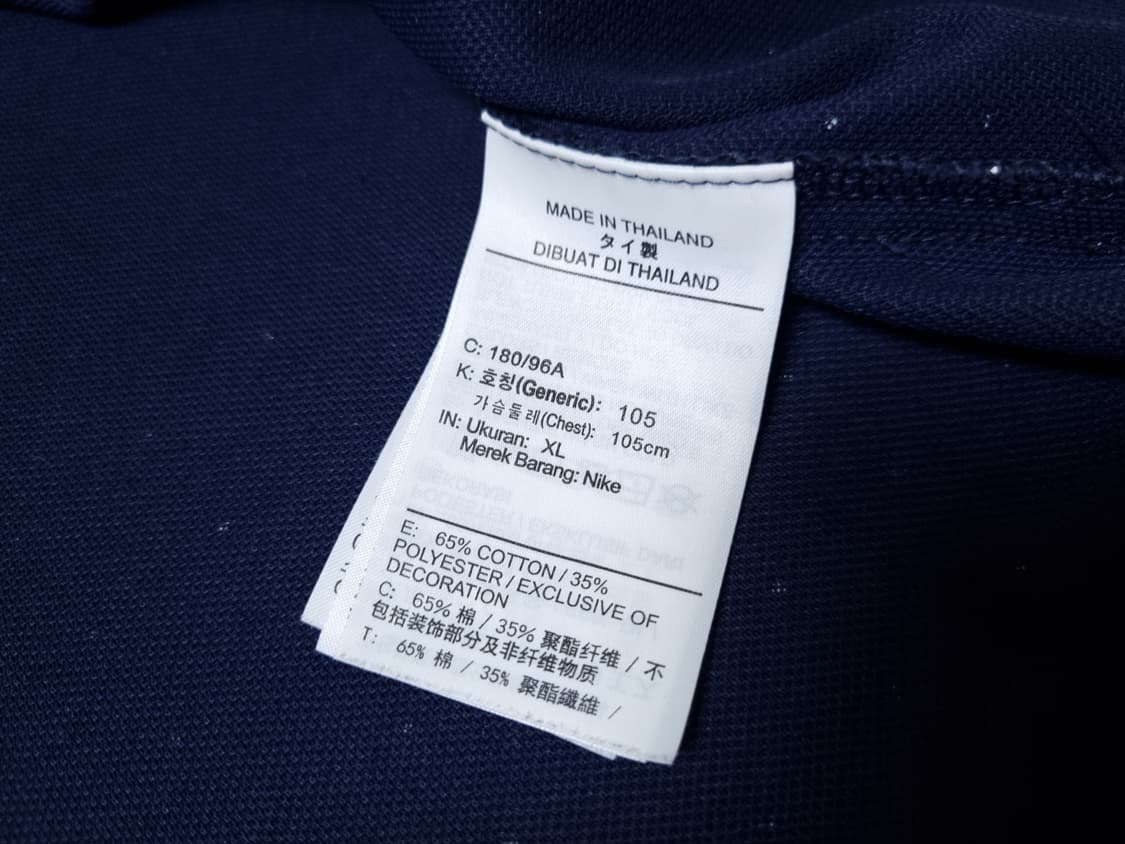 MADE IN THAILAND
タイ製
DIBUAT DI THAILAND
C: 180/96A
K: 호칭(Generic): 105
가슴둘레(Chest): 105cm
IN: Ukuran: XL
Merek Barang: Nike
E: 65% COTTON / 35%
POLYESTER / EXCLUSIVE OF
DECORATION
C: 65% 棉 / 35% 聚酯纤维 / 不
包括装饰部分及非纤维物质
T: 65% 棉 / 35% 聚酯纖維 /